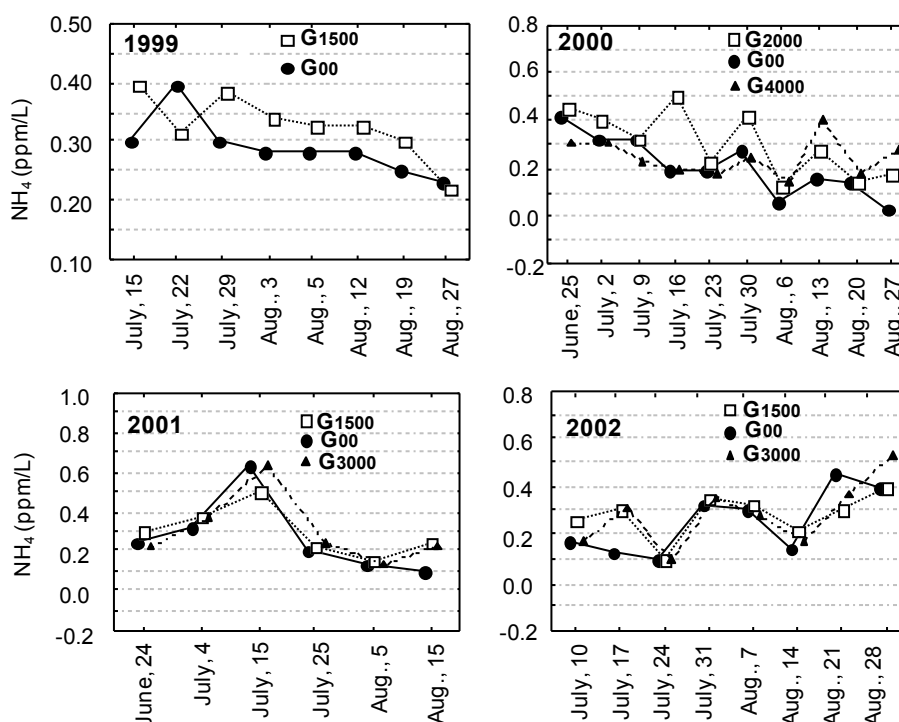 1999
G1500
G00
NH4 (ppm/L)
0.50
0.40
0.30
0.20
0.10
July, 15
July, 22
July, 29
Aug., 3
Aug., 5
Aug., 12
Aug., 19
Aug., 27
2000
G2000
G00
G4000
0.8
0.6
0.4
0.2
0.0
-0.2
June, 25
July, 2
July, 9
July, 16
July, 23
July 30
Aug., 6
Aug., 13
Aug., 20
Aug., 27
2001
G1500
G00
G3000
NH4 (ppm/L)
1.0
0.8
0.6
0.4
0.2
0.0
-0.2
June, 24
July, 4
July, 15
July, 25
Aug., 5
Aug., 15
2002
G1500
G00
G3000
0.8
0.6
0.4
0.2
0.0
-0.2
July, 10
July, 17
July, 24
July, 31
Aug., 7
Aug., 14
Aug., 21
Aug., 28